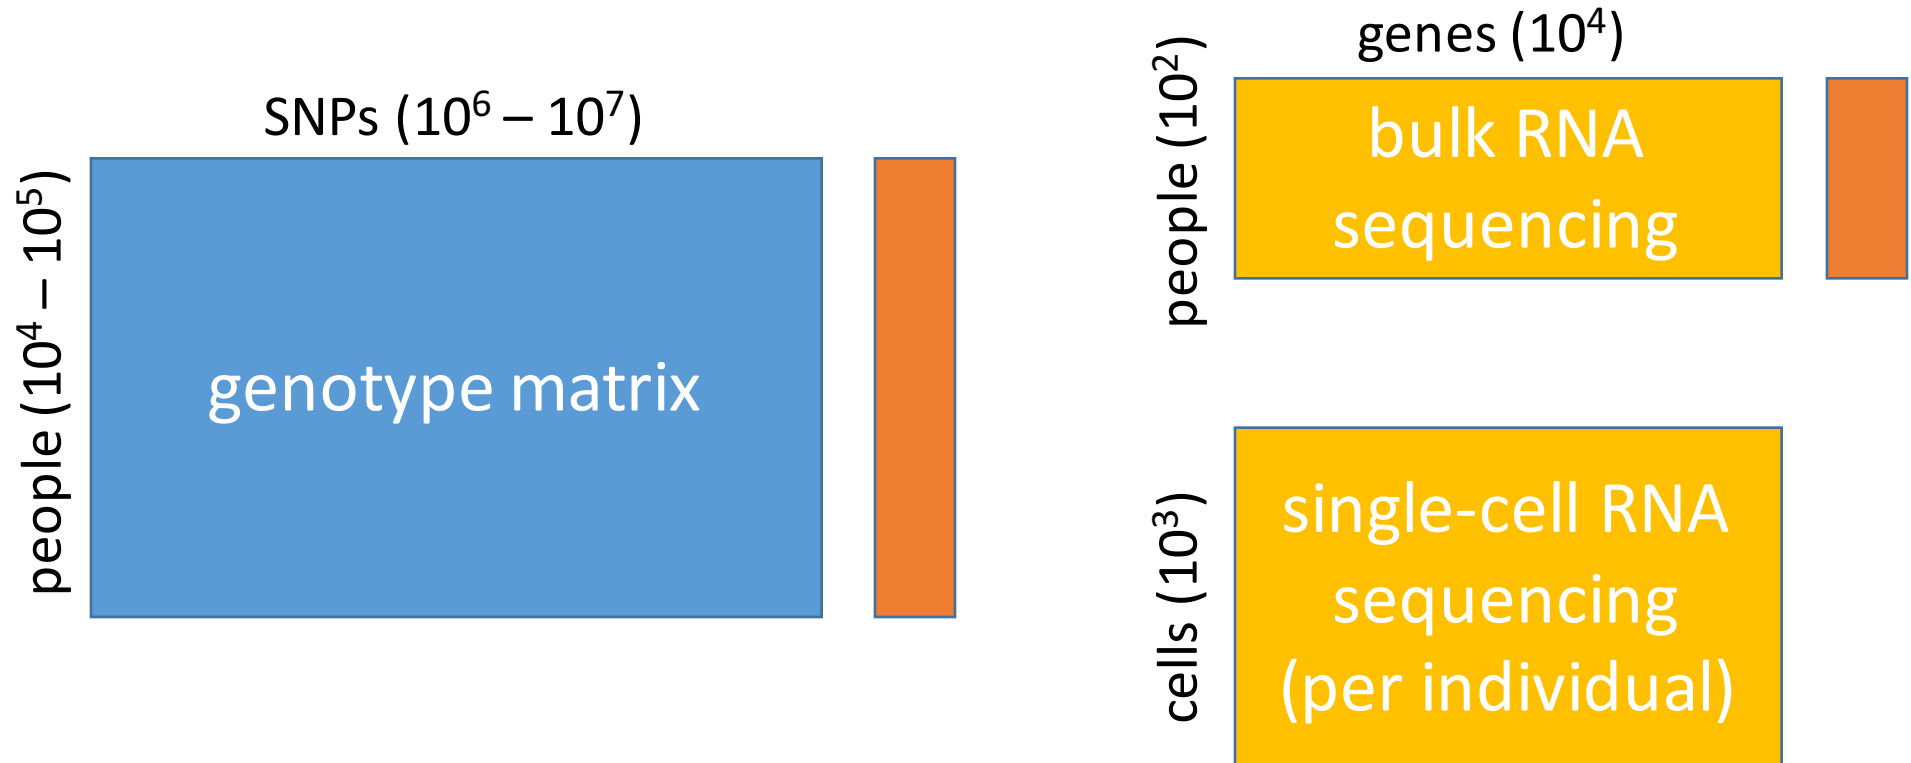 SNPs (10⁶ – 10⁷)
people (10⁴ – 10⁵)
genotype matrix
genes (10⁴)
people (10²)
bulk RNA
sequencing
cells (10³)
single-cell RNA
sequencing
(per individual)